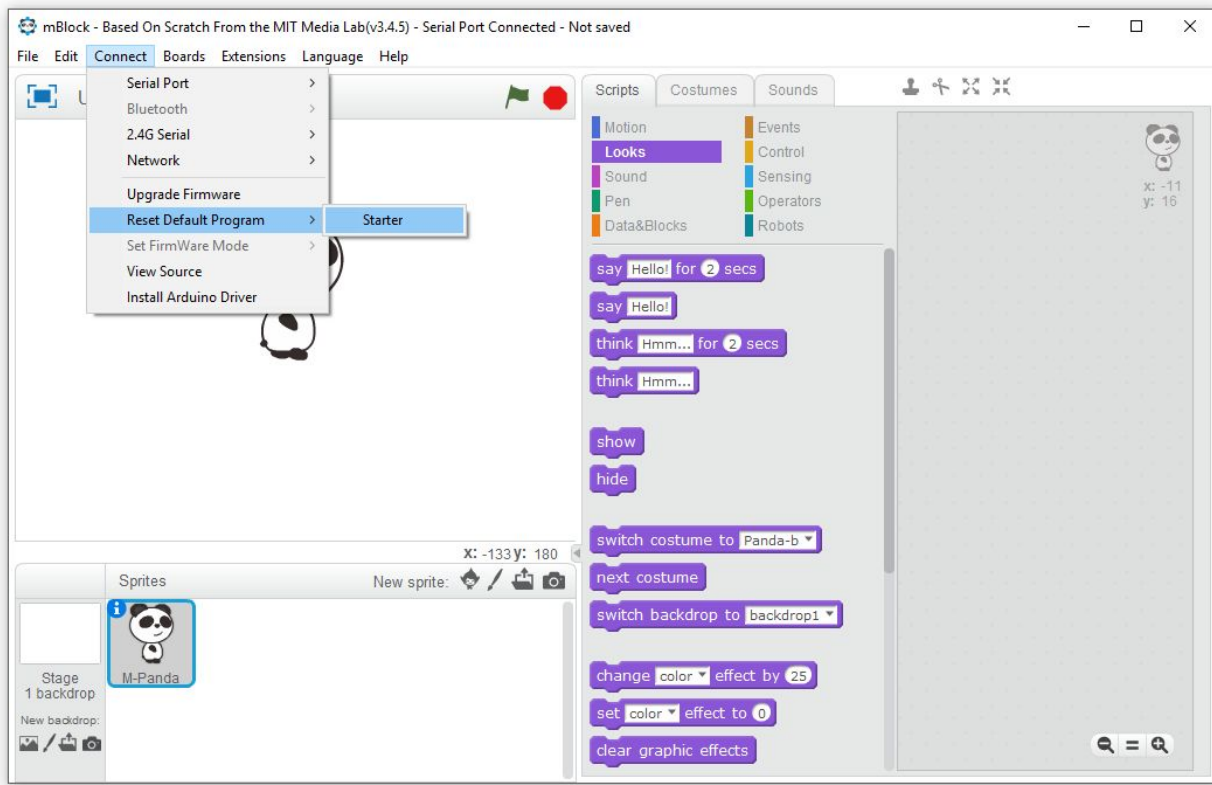 mBlock - Based On Scratch From the MIT Media Lab(v3.4.5) - Serial Port Connected - Not saved
File Edit Connect Boards Extensions Language Help
Serial Port >
Bluetooth >
2.4G Serial >
Network >
Upgrade Firmware
Reset Default Program >
Starter
Set FirmWare Mode >
View Source
Install Arduino Driver
Scripts Costumes Sounds
Motion Events
Looks Control
Sound Sensing
Pen Operators
Data&Blocks Robots
say Hello! for 2 secs
say Hello!
think Hmm... for 2 secs
think Hmm...
show
hide
switch costume to Panda-b
next costume
switch backdrop to backdrop1
change color effect by 25
set color effect to 0
clear graphic effects
x: -11
y: 16
X: -133 y: 180
Sprites New sprite:
Stage
1 backdrop
New backdrop:
M-Panda